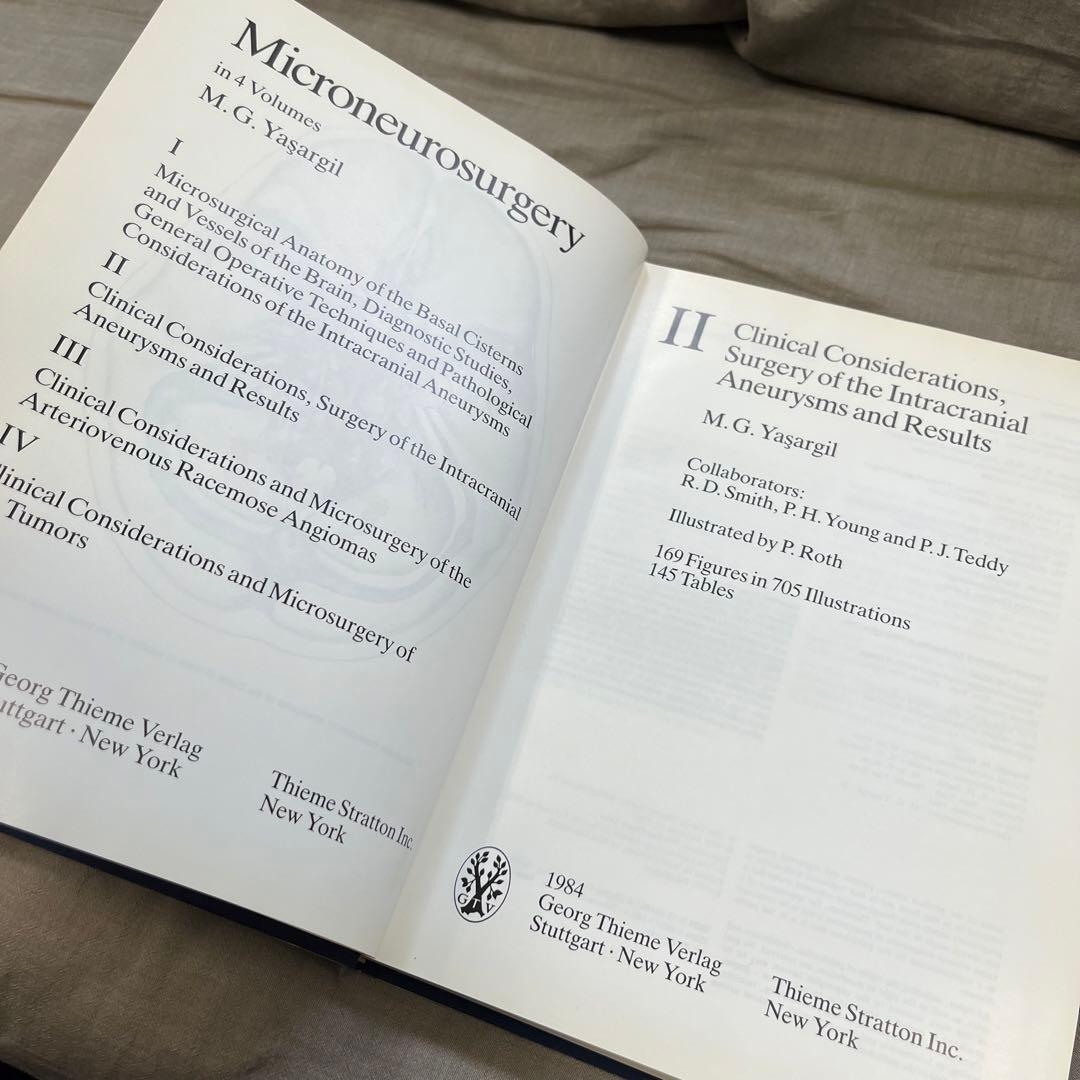 Microneurosurgery
in 4 Volumes
M. G. Yaşargil
I
Microsurgical Anatomy of the Basal Cisterns
and Vessels of the Brain, Diagnostic Studies,
General Operative Techniques and Pathological
Considerations of the Intracranial Aneurysms
II
Clinical Considerations, Surgery of the Intracranial
Aneurysms and Results
III
Clinical Considerations and Microsurgery of the
Arteriovenous Racemose Angiomas
IV
Clinical Considerations and Microsurgery of
Tumors
Georg Thieme Verlag
Stuttgart · New York
Thieme Stratton Inc.
New York
II
Clinical Considerations,
Surgery of the Intracranial
Aneurysms and Results
M. G. Yaşargil
Collaborators:
R. D. Smith, P. H. Young and P. J. Teddy
Illustrated by P. Roth
169 Figures in 705 Illustrations
145 Tables
GTV
1984
Georg Thieme Verlag
Stuttgart · New York
Thieme Stratton Inc.
New York